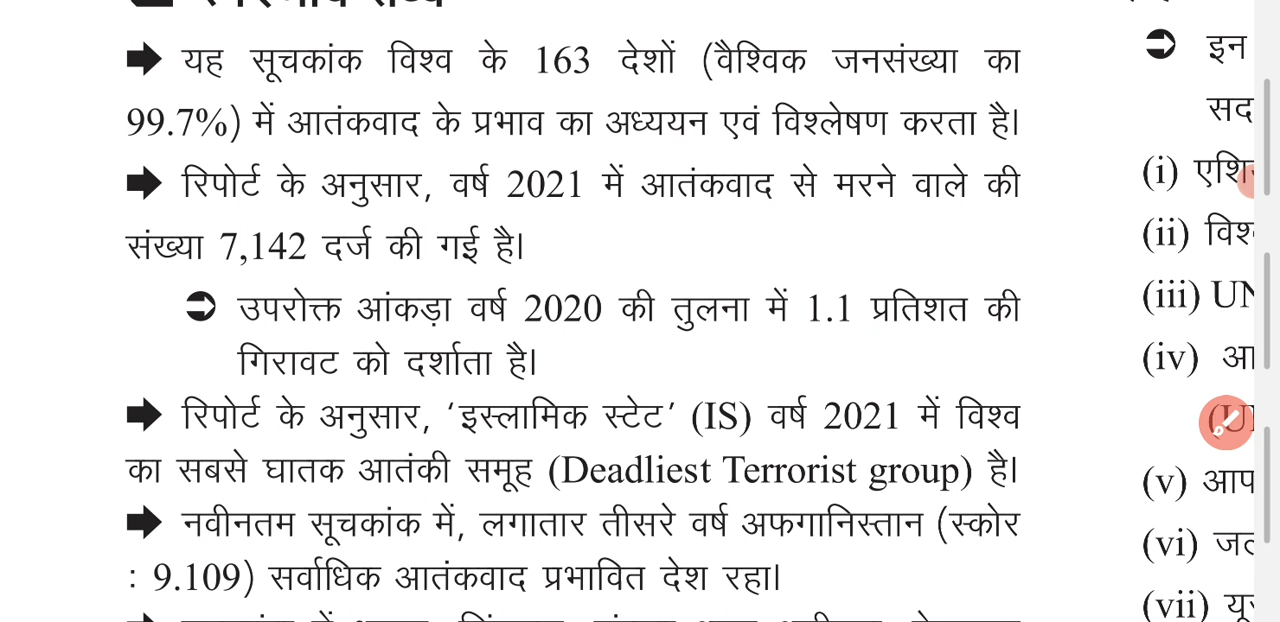 यह सूचकांक विश्व के 163 देशों (वैश्विक जनसंख्या का
99.7%) में आतंकवाद के प्रभाव का अध्ययन एवं विश्लेषण करता है।
रिपोर्ट के अनुसार, वर्ष 2021 में आतंकवाद से मरने वाले की
संख्या 7,142 दर्ज की गई है।
उपरोक्त आंकड़ा वर्ष 2020 की तुलना में 1.1 प्रतिशत की
गिरावट को दर्शाता है।
रिपोर्ट के अनुसार, ‘इस्लामिक स्टेट’ (IS) वर्ष 2021 में विश्व
का सबसे घातक आतंकी समूह (Deadliest Terrorist group) है।
नवीनतम सूचकांक में, लगातार तीसरे वर्ष अफगानिस्तान (स्कोर
: 9.109) सर्वाधिक आतंकवाद प्रभावित देश रहा।
इन
सद
(i)
(ii)
(iii)
(iv) आ
(v) आप
(vi)
(vii)